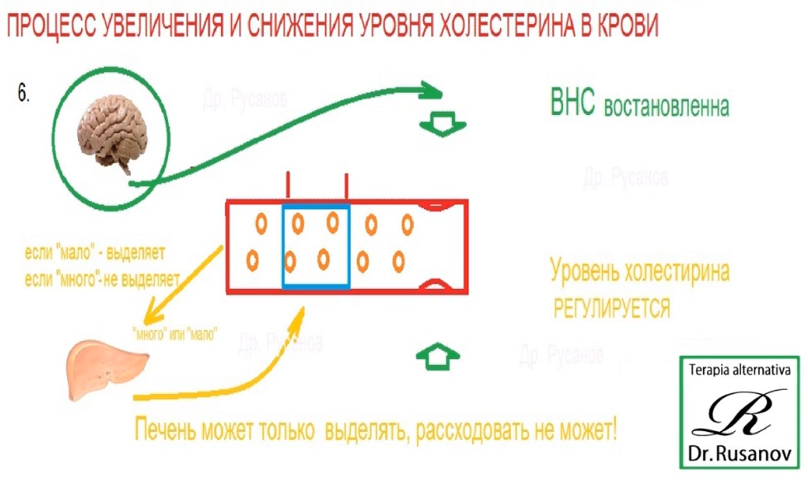 ПРОЦЕСС УВЕЛИЧЕНИЯ И СНИЖЕНИЯ УРОВНЯ ХОЛЕСТЕРИНА В КРОВИ
6.
Др. Русанов
ВНС востановленна
Др. Русанов
если "мало" - выделяет
если "много"- не выделяет
Уровень холестирина
РЕГУЛИРУЕТСЯ
"много" или "мало"
Др. Русанов
Др. Русанов
Печень может только выделять, рассходовать не может!
Terapia alternativa
R
Dr.Rusanov